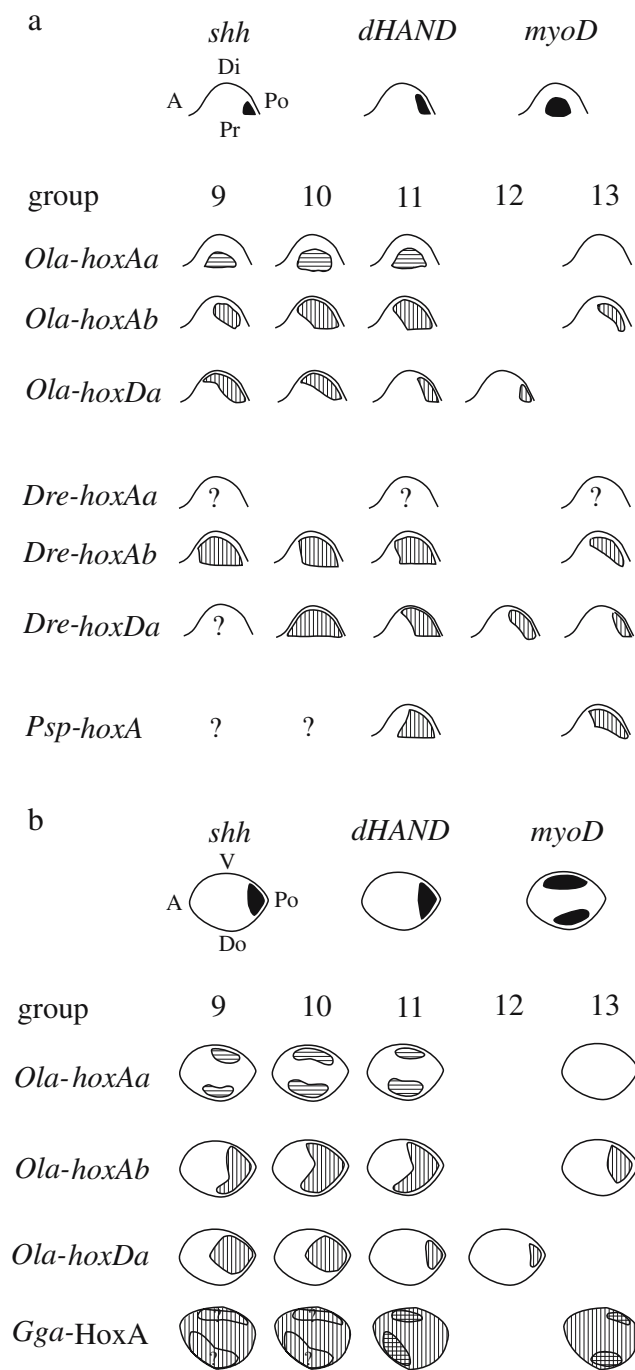 a
shh dHAND myoD
Di
A Po
Pr
group 9 10 11 12 13
Ola-hoxAa
Ola-hoxAb
Ola-hoxDa
Dre-hoxAa ? ? ?
Dre-hoxAb
Dre-hoxDa ?
Psp-hoxA ? ?
b
shh dHAND myoD
V
A Po
Do
group 9 10 11 12 13
Ola-hoxAa
Ola-hoxAb
Ola-hoxDa
? ?
Gga-HoxA
? ?